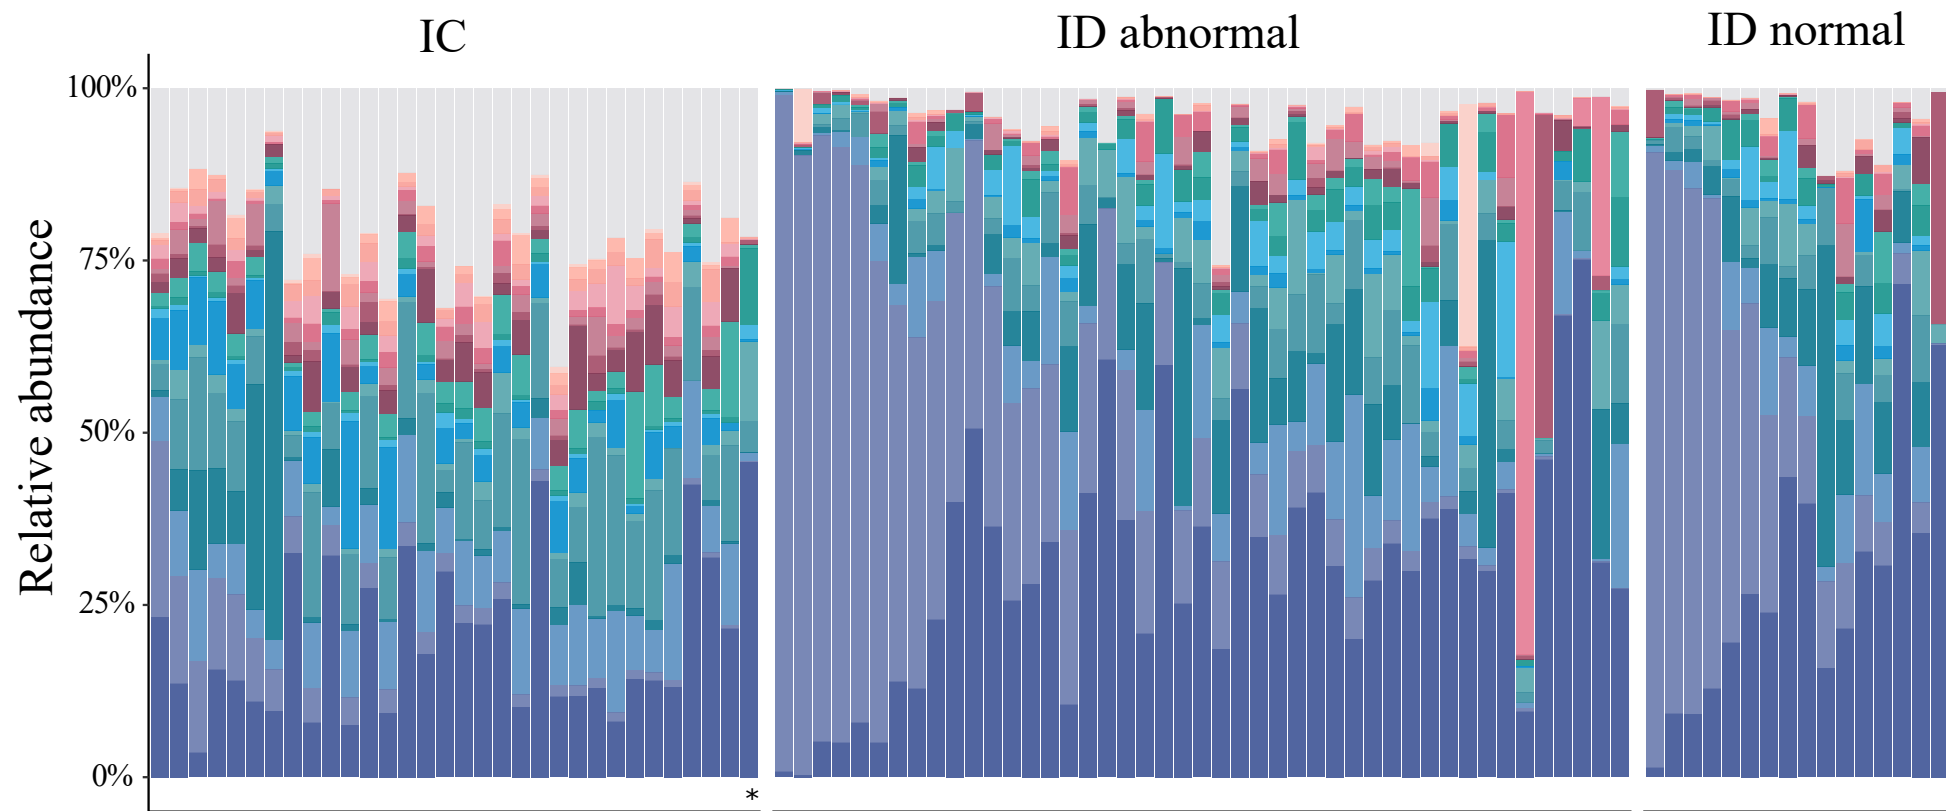 IC
ID abnormal
ID normal
Relative abundance
100%
75%
50%
25%
0%
*